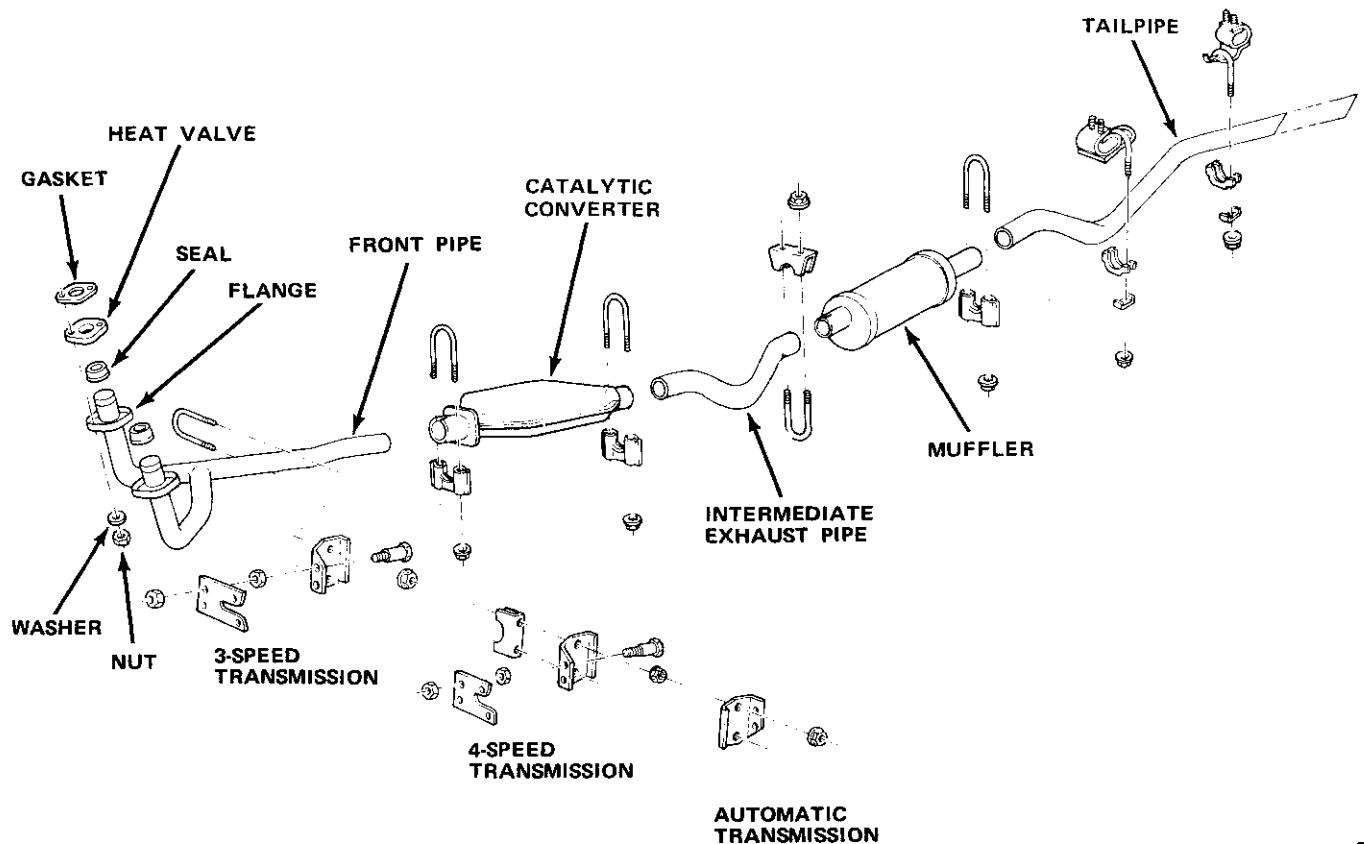 TAILPIPE
HEAT VALVE
GASKET
CATALYTIC
CONVERTER
SEAL
FRONT PIPE
FLANGE
MUFFLER
INTERMEDIATE
EXHAUST PIPE
WASHER
NUT
3-SPEED
TRANSMISSION
4-SPEED
TRANSMISSION
AUTOMATIC
TRANSMISSION